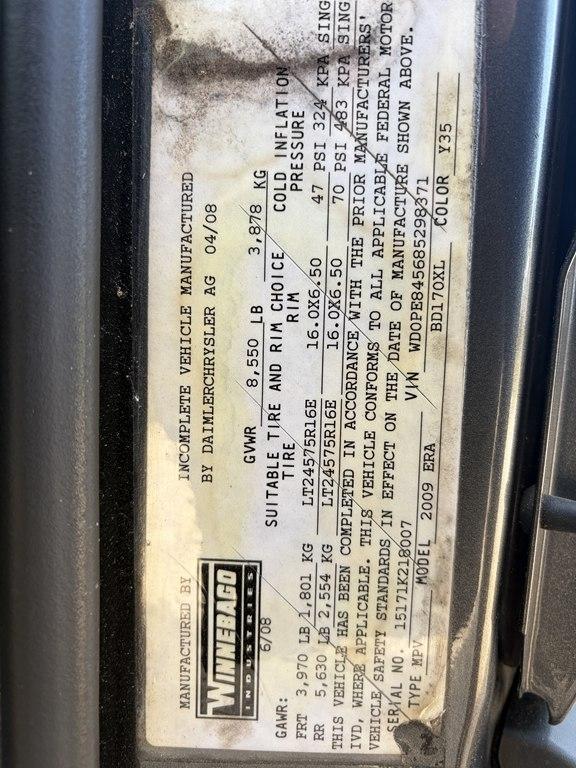 MANUFACTURED BY
WINNEBAGO
INDUSTRIES
6/08
INCOMPLETE VEHICLE MANUFACTURED
BY DAIMLERCHRYSLER AG 04/08
GVWR 8,550 LB 3,878 KG
SUITABLE TIRE AND RIM CHOICE
GAWR: TIRE RIM COLD INFLATION PRESSURE
FRT 3,970 LB 1,801 KG LT24575R16E 16.0X6.50 47 PSI 324 KPA SING
RR 5,630 LB 2,554 KG LT24575R16E 16.0X6.50 70 PSI 483 KPA SING
THIS VEHICLE HAS BEEN COMPLETED IN ACCORDANCE WITH THE PRIOR MANUFACTURERS'
IVD, WHERE APPLICABLE. THIS VEHICLE CONFORMS TO ALL APPLICABLE FEDERAL MOTOR
VEHICLE SAFETY STANDARDS IN EFFECT ON THE DATE OF MANUFACTURE SHOWN ABOVE.
SERIAL NO. 15171K218007 VIN WD0PE845685298371
TYPE MPV MODEL 2009 ERA BD170XL COLOR Y35